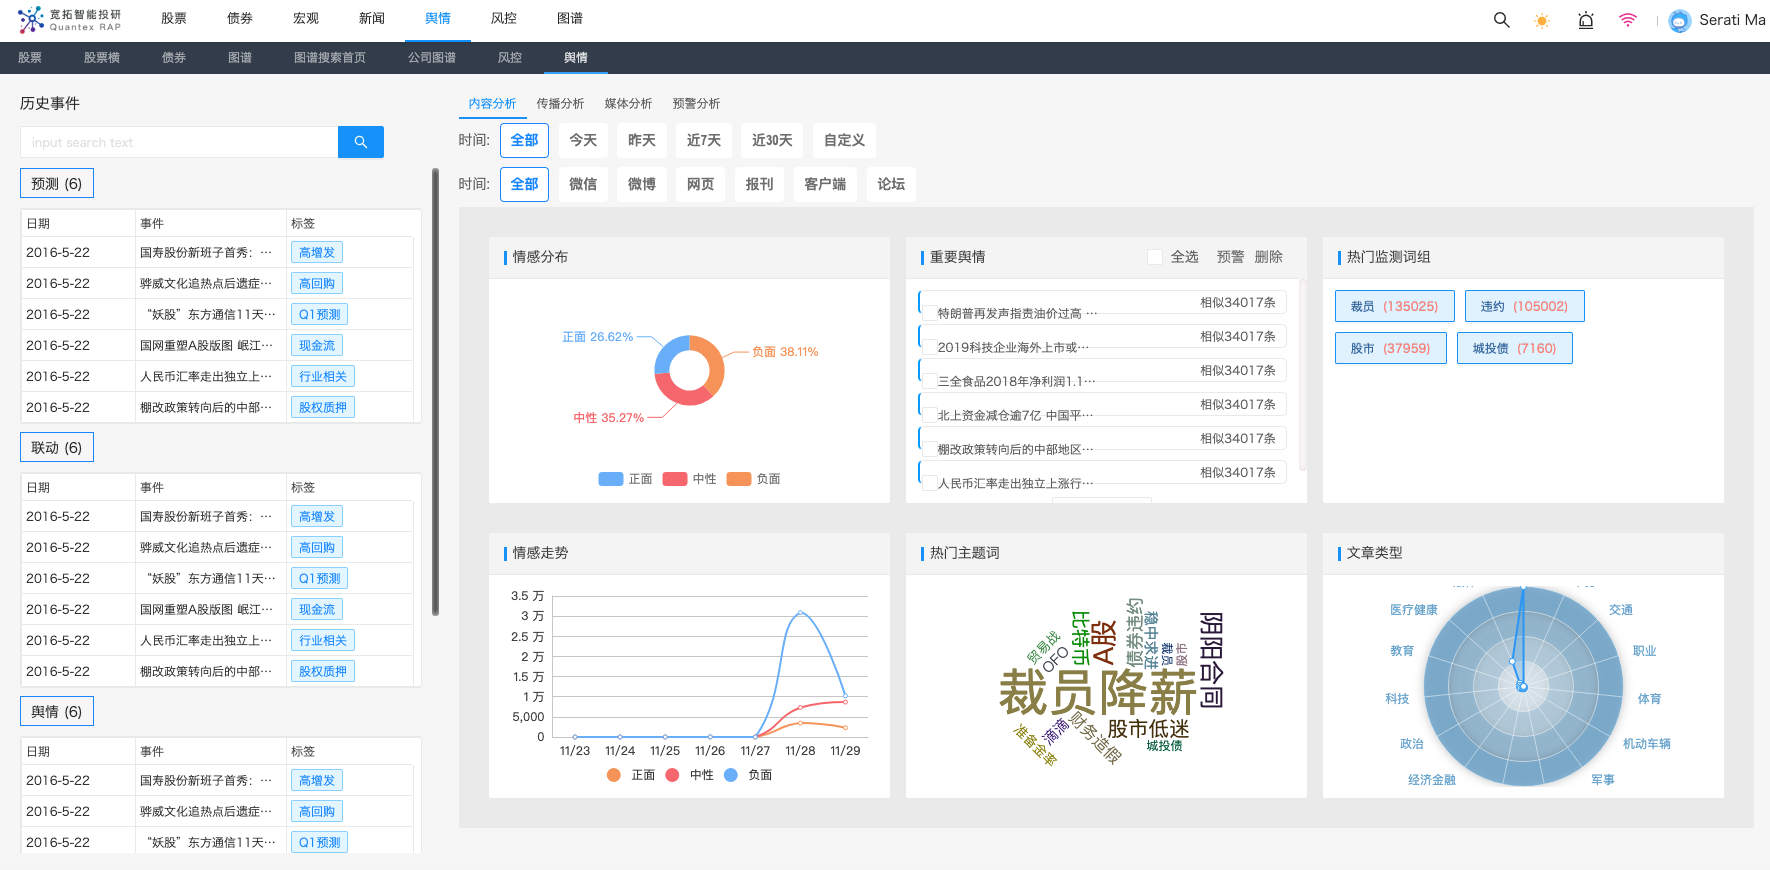 宽拓智能投研
Quantex RAP
股票 债券 宏观 新闻 舆情 风控 图谱
Serati Ma
股票 股票横 债券 图谱 图谱搜索首页 公司图谱 风控 舆情
历史事件
input search text
预测 (6)
日期 事件 标签
2016-5-22 国寿股份新班子首秀：… 高增发
2016-5-22 骅威文化追热点后遗症… 高回购
2016-5-22 “妖股”东方通信11天… Q1预测
2016-5-22 国网重塑A股版图 岷江… 现金流
2016-5-22 人民币汇率走出独立上… 行业相关
2016-5-22 棚改政策转向后的中部… 股权质押
联动 (6)
日期 事件 标签
2016-5-22 国寿股份新班子首秀：… 高增发
2016-5-22 骅威文化追热点后遗症… 高回购
2016-5-22 “妖股”东方通信11天… Q1预测
2016-5-22 国网重塑A股版图 岷江… 现金流
2016-5-22 人民币汇率走出独立上… 行业相关
2016-5-22 棚改政策转向后的中部… 股权质押
舆情 (6)
日期 事件 标签
2016-5-22 国寿股份新班子首秀：… 高增发
2016-5-22 骅威文化追热点后遗症… 高回购
2016-5-22 “妖股”东方通信11天… Q1预测
内容分析 传播分析 媒体分析 预警分析
时间: 全部 今天 昨天 近7天 近30天 自定义
时间: 全部 微信 微博 网页 报刊 客户端 论坛
情感分布
正面 26.62%
负面 38.11%
中性 35.27%
正面 中性 负面
重要舆情 全选 预警 删除
特朗普再发声指责油价过高 … 相似34017条
2019科技企业海外上市或… 相似34017条
三全食品2018年净利润1.1… 相似34017条
北上资金减仓逾7亿 中国平… 相似34017条
棚改政策转向后的中部地区… 相似34017条
人民币汇率走出独立上涨行… 相似34017条
热门监测词组
裁员 (135025) 违约 (105002)
股市 (37959) 城投债 (7160)
情感走势
3.5 万
3 万
2.5 万
2 万
1.5 万
1 万
5,000
0
11/23 11/24 11/25 11/26 11/27 11/28 11/29
正面 中性 负面
热门主题词
贸易战
OFO
比特币
A股
债券违约
稳中求进
裁员
股市
阴阳合同
裁员降薪
准备金率
滴滴
财务造假
股市低迷
城投债
文章类型
医疗健康 交通
教育 职业
科技 体育
政治 机动车辆
经济金融 军事